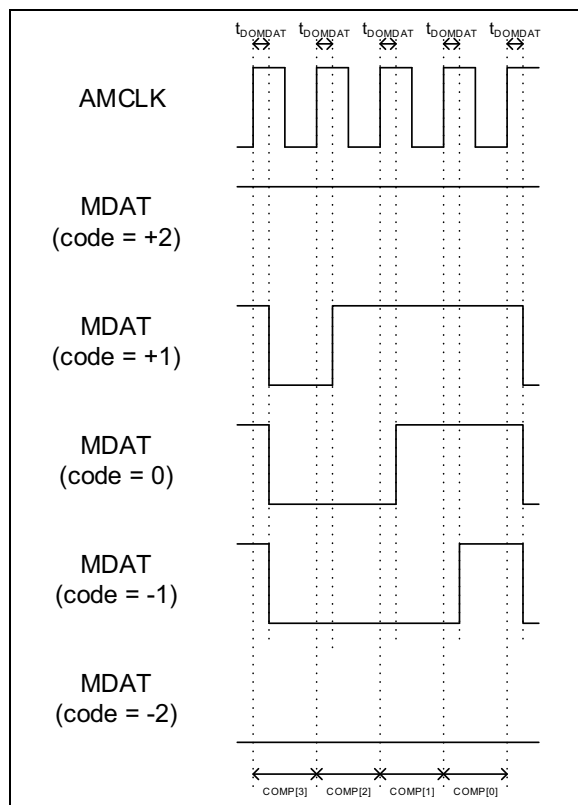 tDOMDAT tDOMDAT tDOMDAT tDOMDAT tDOMDAT
AMCLK
MDAT
(code = +2)
MDAT
(code = +1)
MDAT
(code = 0)
MDAT
(code = -1)
MDAT
(code = -2)
COMP[3] COMP[2] COMP[1] COMP[0]